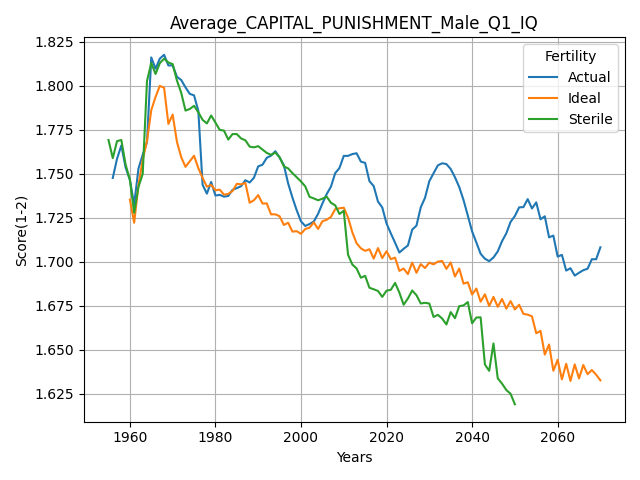 Average_CAPITAL_PUNISHMENT_Male_Q1_IQ
Fertility
Actual
Ideal
Sterile
Score(1-2)
1.825
1.800
1.775
1.750
1.725
1.700
1.675
1.650
1.625
1960
1980
2000
2020
2040
2060
Years